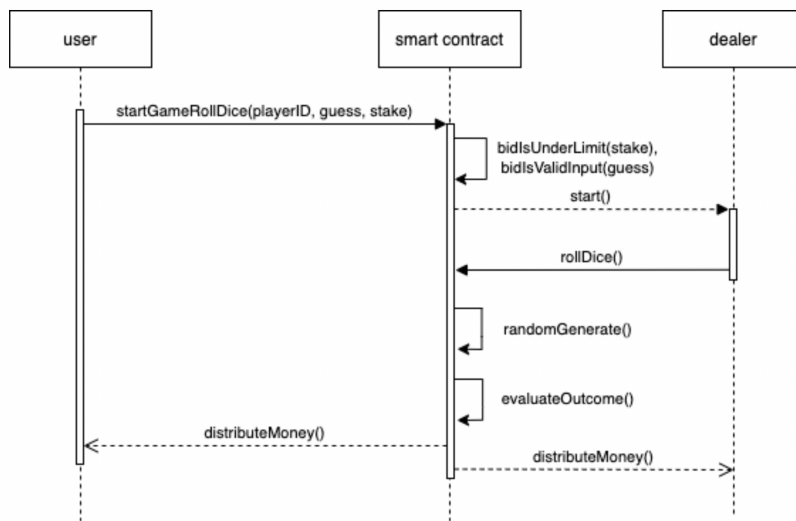 user
smart contract
dealer
startGameRollDice(playerID, guess, stake)
bidIsUnderLimit(stake),
bidIsValidInput(guess)
start()
rollDice()
randomGenerate()
evaluateOutcome()
distributeMoney()
distributeMoney()